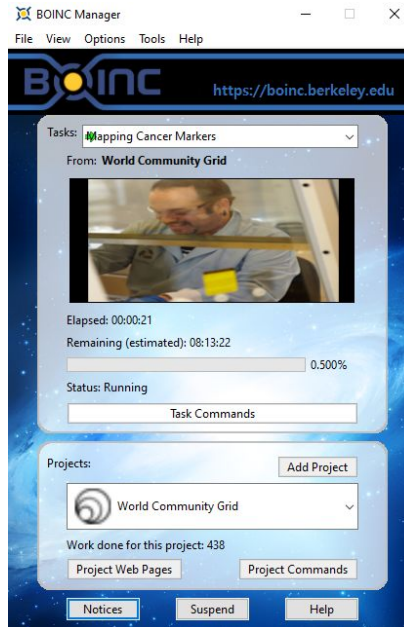 BOINC Manager
File View Options Tools Help
BOINC
https://boinc.berkeley.edu
Tasks: Mapping Cancer Markers
From: World Community Grid
Elapsed: 00:00:21
Remaining (estimated): 08:13:22
0.500%
Status: Running
Task Commands
Projects:
Add Project
World Community Grid
Work done for this project: 438
Project Web Pages Project Commands
Notices Suspend Help